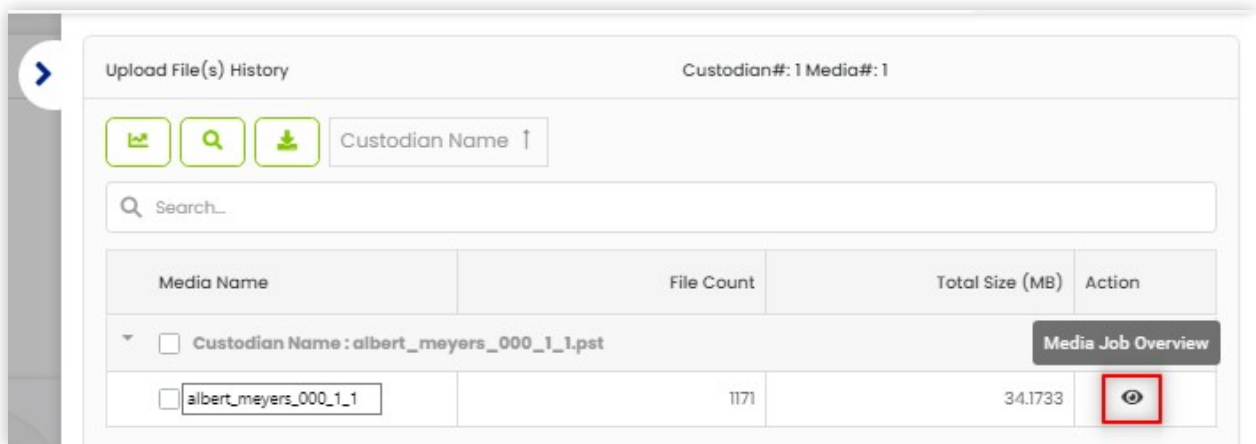 Upload File(s) History Custodian#: 1 Media#: 1
Custodian Name ↑
Search...
Media Name File Count Total Size (MB) Action
Custodian Name : albert_meyers_000_1_1.pst Media Job Overview
albert_meyers_000_1_1 1171 34.1733